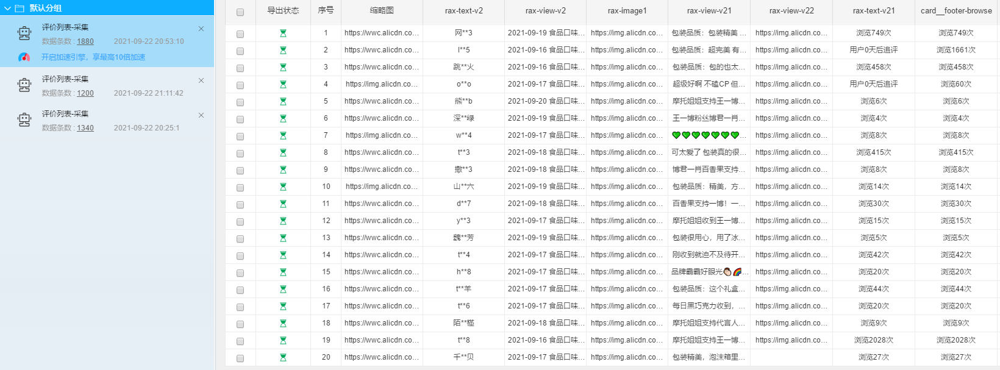 默认分组
评价列表-采集
数据条数 : 1880 2021-09-22 20:53:10
开启加速引擎，享最高10倍加速
评价列表-采集
数据条数 : 1200 2021-09-22 21:11:42
评价列表-采集
数据条数 : 1340 2021-09-22 20:25:1
导出状态 序号 缩略图 rax-text-v2 rax-view-v2 rax-image1 rax-view-v21 rax-view-v22 rax-text-v21 card__footer-browse
1 https://wwc.alicdn.co... 网**3 2021-09-19 食品口味... https://img.alicdn.co... 包装品质：包装精美 ... https://img.alicdn.co... 浏览749次 浏览749次
2 https://wwc.alicdn.co... l**5 2021-09-16 食品口味... https://img.alicdn.co... 包装品质：超完美 有... https://img.alicdn.co... 用户0天后追评 浏览1661次
3 https://wwc.alicdn.co... 跳**火 2021-09-16 食品口味... https://img.alicdn.co... 包装品质：包的也太... https://img.alicdn.co... 浏览458次 浏览458次
4 https://img.alicdn.co... o**o 2021-09-17 食品口味... https://img.alicdn.co... 超级好啊 不磕CP 但... https://img.alicdn.co... 用户0天后追评 浏览60次
5 https://wwc.alicdn.co... 熊**b 2021-09-20 食品口味... https://img.alicdn.co... 摩托姐姐支持王一博... https://img.alicdn.co... 浏览6次 浏览6次
6 https://wwc.alicdn.co... 深**绿 2021-09-19 食品口味... https://img.alicdn.co... 王一博粉丝博君一肖... https://img.alicdn.co... 浏览4次 浏览4次
7 https://img.alicdn.co... w**4 2021-09-17 食品口味... https://img.alicdn.co... 💚💚💚💚💚💚💚... https://img.alicdn.co... 浏览8次 浏览8次
8 https://wwc.alicdn.co... t**3 2021-09-18 食品口味... https://img.alicdn.co... 可太爱了 包装真的很... https://img.alicdn.co... 浏览415次 浏览415次
9 https://wwc.alicdn.co... 撒**3 2021-09-18 食品口味... https://img.alicdn.co... 博君一肖百香果支持... https://img.alicdn.co... 浏览8次 浏览8次
10 https://img.alicdn.co... 山**六 2021-09-19 食品口味... https://img.alicdn.co... 包装品质：精美，方... https://img.alicdn.co... 浏览14次 浏览14次
11 https://wwc.alicdn.co... d**7 2021-09-18 食品口味... https://img.alicdn.co... 百香果支持一博！一... https://img.alicdn.co... 浏览30次 浏览30次
12 https://wwc.alicdn.co... y**3 2021-09-17 食品口味... https://img.alicdn.co... 摩托姐姐收到王一博... https://img.alicdn.co... 浏览15次 浏览15次
13 https://wwc.alicdn.co... 魏**芳 2021-09-19 食品口味... https://img.alicdn.co... 包装很用心，用了冰... https://img.alicdn.co... 浏览5次 浏览5次
14 https://wwc.alicdn.co... t**4 2021-09-17 食品口味... https://img.alicdn.co... 刚收到就迫不及待开... https://img.alicdn.co... 浏览42次 浏览42次
15 https://wwc.alicdn.co... h**8 2021-09-17 食品口味... https://img.alicdn.co... 品牌霸霸好眼光👏🏻🌈... https://img.alicdn.co... 浏览20次 浏览20次
16 https://wwc.alicdn.co... t**羊 2021-09-17 食品口味... https://img.alicdn.co... 包装品质：这个礼盒... https://img.alicdn.co... 浏览44次 浏览44次
17 https://wwc.alicdn.co... t**6 2021-09-17 食品口味... https://img.alicdn.co... 每日黑巧克力收到，... https://img.alicdn.co... 浏览20次 浏览20次
18 https://wwc.alicdn.co... 陌**槿 2021-09-18 食品口味... https://img.alicdn.co... 摩托姐姐支持代言人... https://img.alicdn.co... 浏览9次 浏览9次
19 https://wwc.alicdn.co... t**8 2021-09-16 食品口味... https://img.alicdn.co... 摩托姐姐支持王一博... https://img.alicdn.co... 浏览2028次 浏览2028次
20 https://wwc.alicdn.co... 千**贝 2021-09-17 食品口味... https://img.alicdn.co... 包装精美，泡沫箱里... 浏览27次 浏览27次